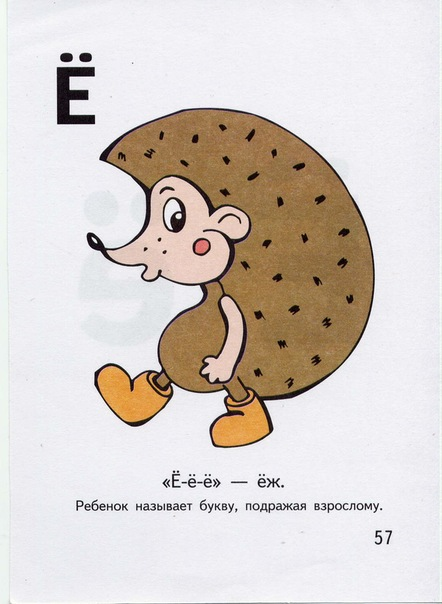 Ё
«Ё-ё-ё» — ёж.
Ребенок называет букву, подражая взрослому.
57